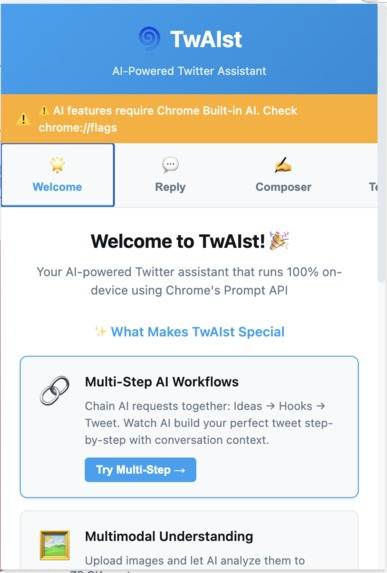 TwAIst
AI-Powered Twitter Assistant
AI features require Chrome Built-in AI. Check
chrome://flags
Welcome
Reply
Composer
Welcome to TwAIst!
Your AI-powered Twitter assistant that runs 100% on-
device using Chrome's Prompt API
What Makes TwAIst Special
Multi-Step AI Workflows
Chain AI requests together: Ideas → Hooks →
Tweet. Watch AI build your perfect tweet step-
by-step with conversation context.
Try Multi-Step →
Multimodal Understanding
Upload images and let AI analyze them to